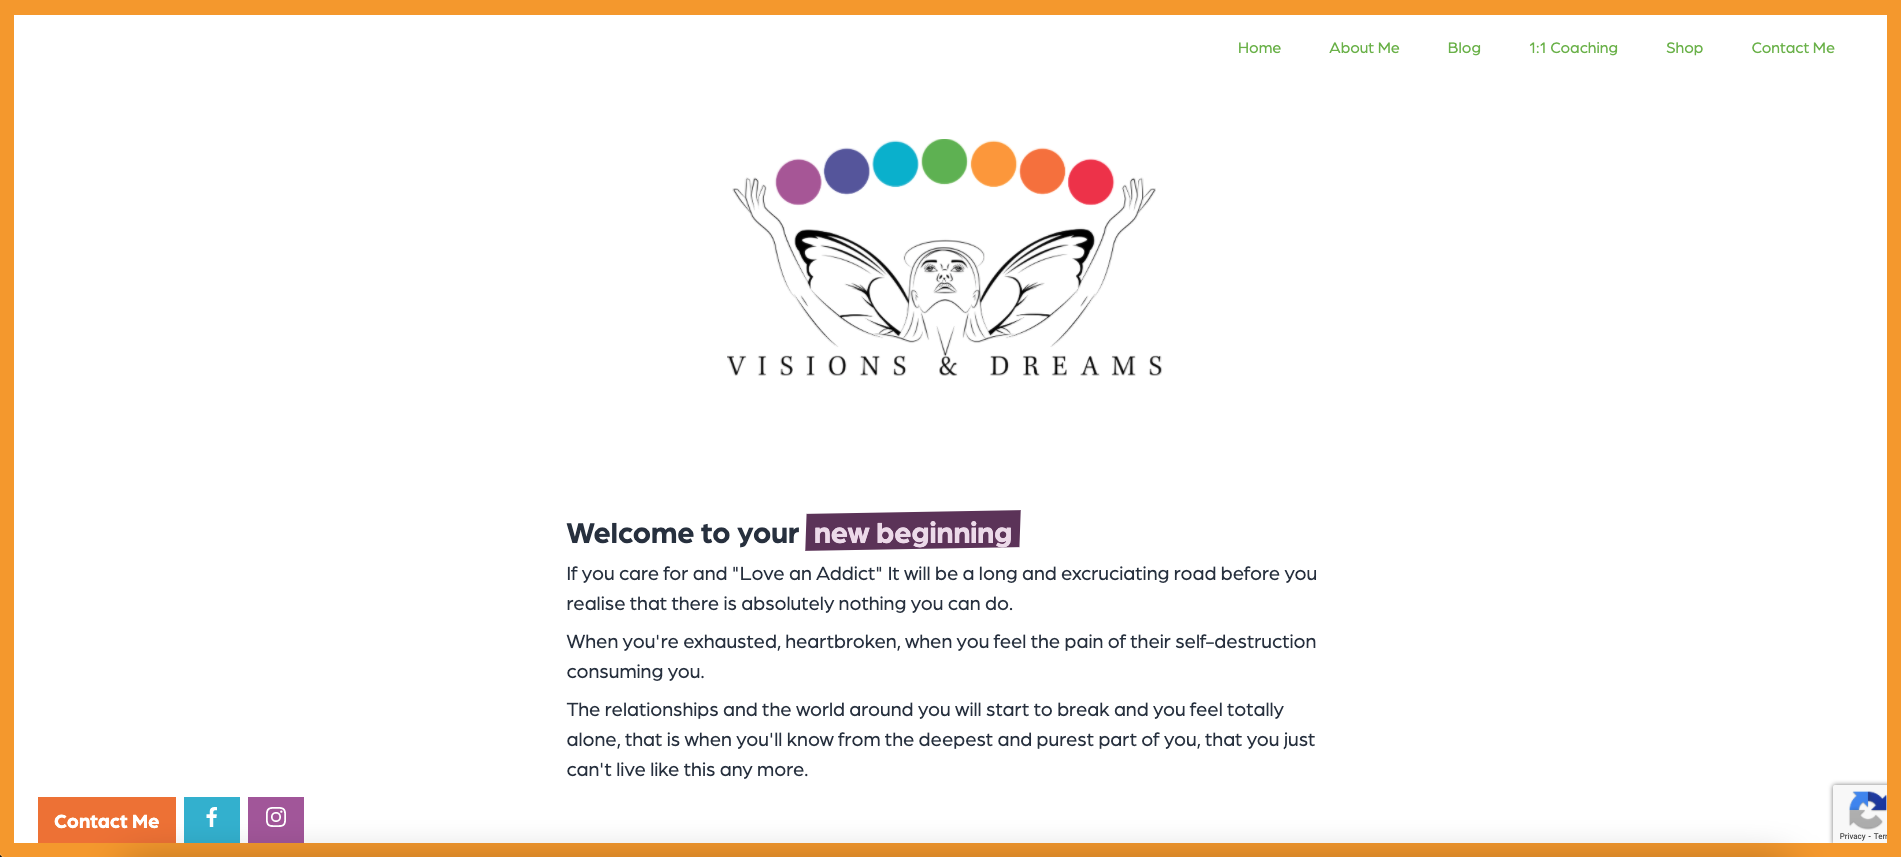 Home About Me Blog 1:1 Coaching Shop Contact Me
VISIONS & DREAMS
Welcome to your new beginning
If you care for and "Love an Addict" It will be a long and excruciating road before you
realise that there is absolutely nothing you can do.
When you're exhausted, heartbroken, when you feel the pain of their self-destruction
consuming you.
The relationships and the world around you will start to break and you feel totally
alone, that is when you'll know from the deepest and purest part of you, that you just
can't live like this any more.
Contact Me
Privacy -